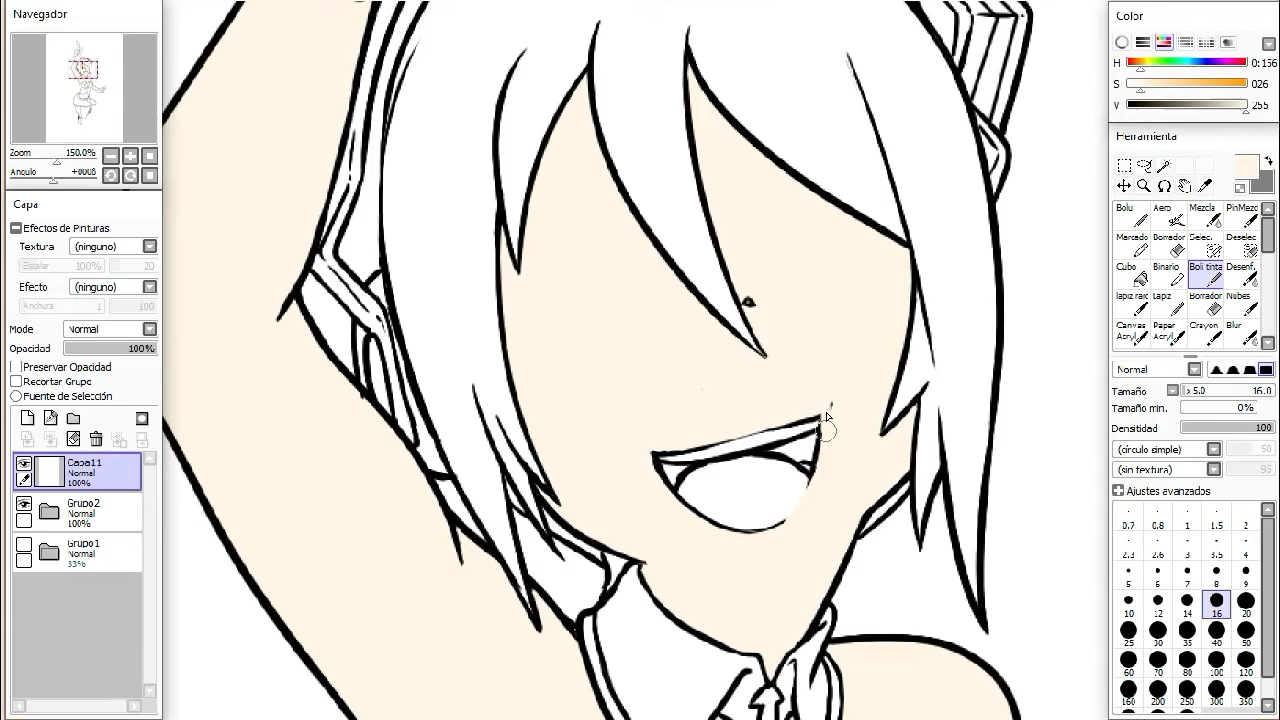 Navegador
Zoom 150.0%
Angulo +0008
Capa
Efectos de Pinturas
Textura (ninguno)
Escalar 100% 20
Efecto (ninguno)
Anchura 1 100
Mode Normal
Opacidad 100%
Preservar Opacidad
Recortar Grupo
Fuente de Selección
Capa11
Normal
100%
Grupo2
Normal
100%
Grupo1
Normal
33%
Color
H 0:156
S 026
V 255
Herramienta
Bolu Aero Mezcla PinMezc
Marcado Borrador Selec Deselec
Cubo Binario Boli tinta Desenf.
lapiz raic Lapiz Borrador Nubes
Canvas Acryl Paper Acryl Crayon Blur
Normal
Tamaño x 5.0 16.0
Tamaño min. 0%
Densitidad 100
(círculo simple) 50
(sin textura) 95
Ajustes avanzados
0.7 0.8 1 1.5 2
2.3 2.6 3 3.5 4
5 6 7 8 9
10 12 14 16 20
25 30 35 40 50
60 70 80 100 120
160 200 250 300 350